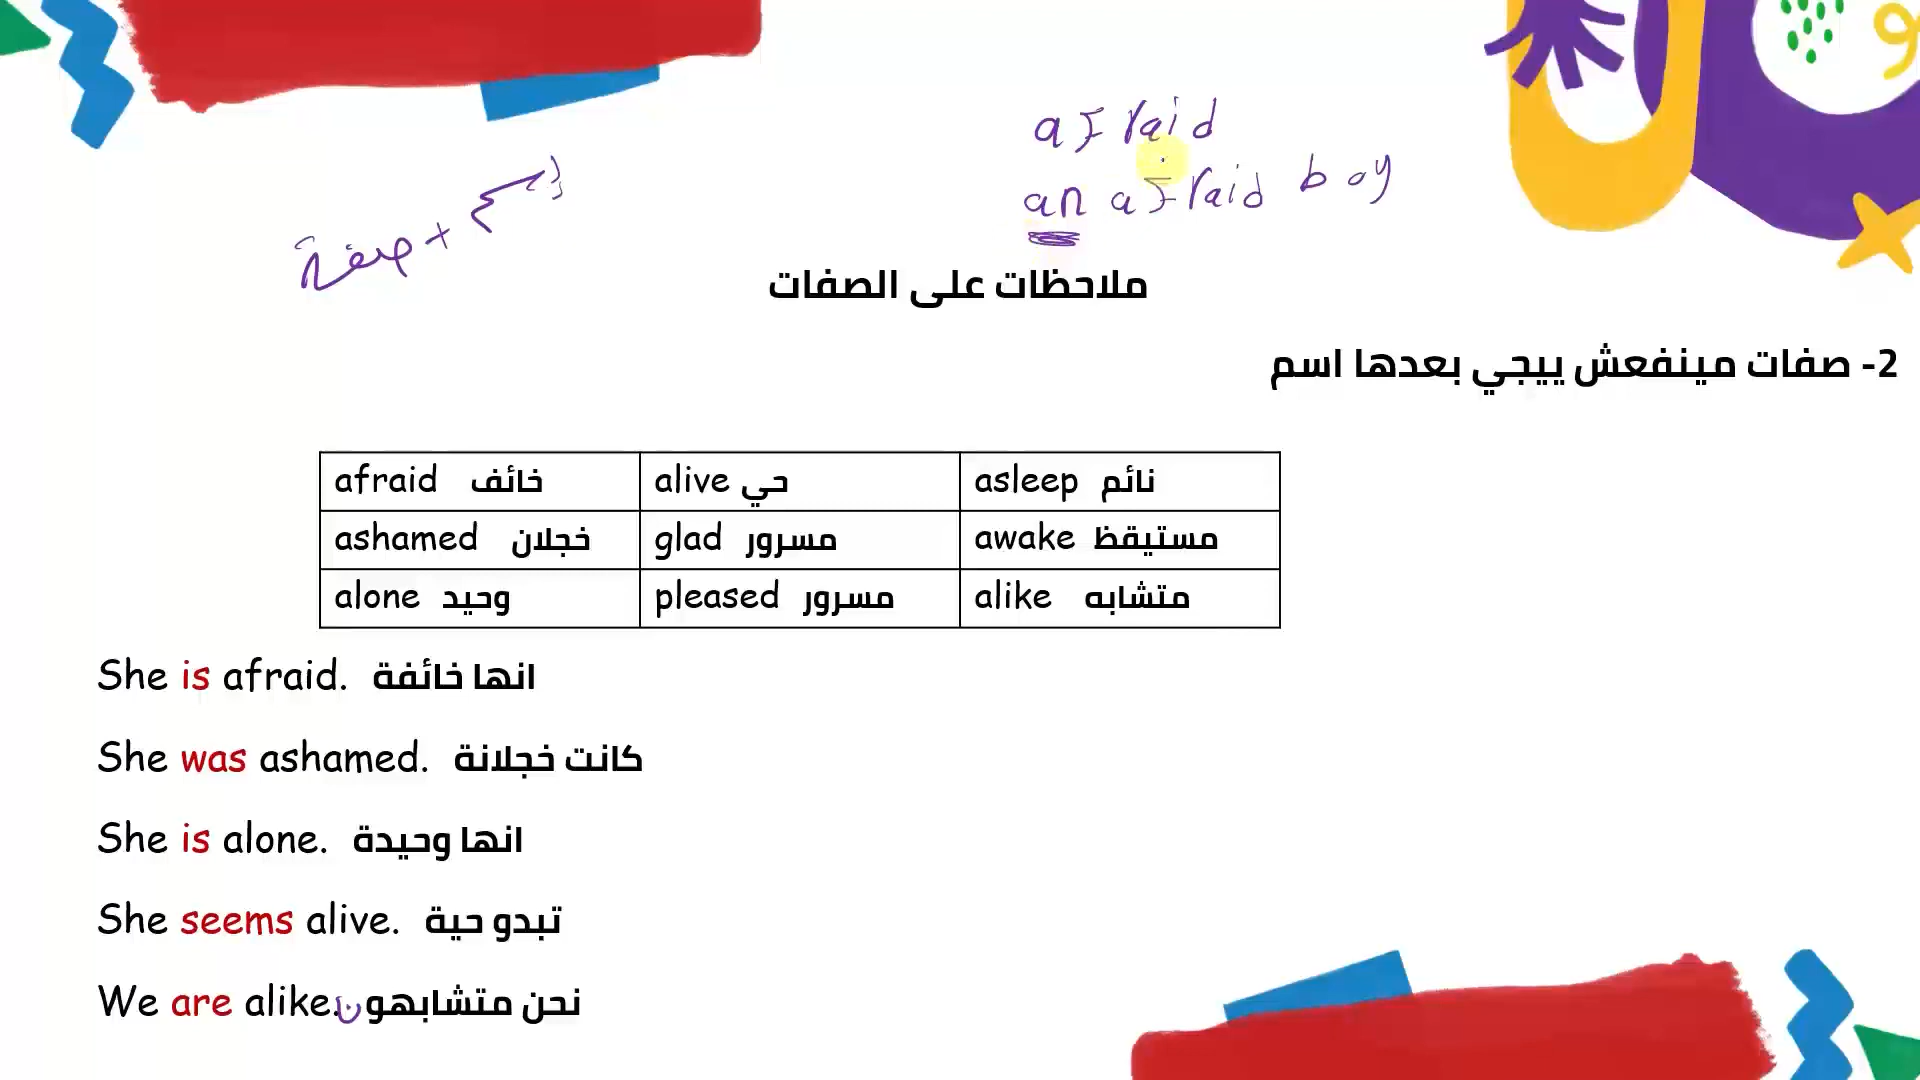 afraid
an afraid boy
صفة + اسم
ملاحظات على الصفات
2- صفات مينفعش ييجي بعدها اسم
afraid خائف alive حي asleep نائم
ashamed خجلان glad مسرور awake مستيقظ
alone وحيد pleased مسرور alike متشابه
She is afraid. انها خائفة
She was ashamed. كانت خجلانة
She is alone. انها وحيدة
She seems alive. تبدو حية
We are alike. نحن متشابهون